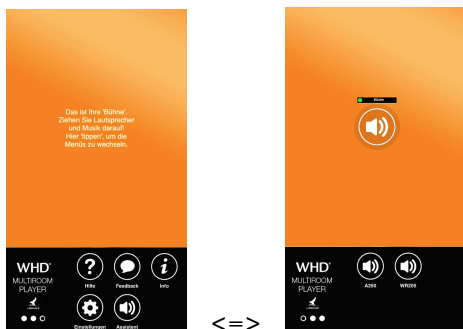 Das ist Ihre 'Bühne'.
Ziehen Sie Lautsprecher
und Musik darauf!
Hier 'tippen', um die
Menüs zu wechseln.
WHD
MULTIROOM
PLAYER
Hilfe
Feedback
Info
Einstellungen
Assistent
<=>
Küche
WHD
MULTIROOM
PLAYER
A250
WR205